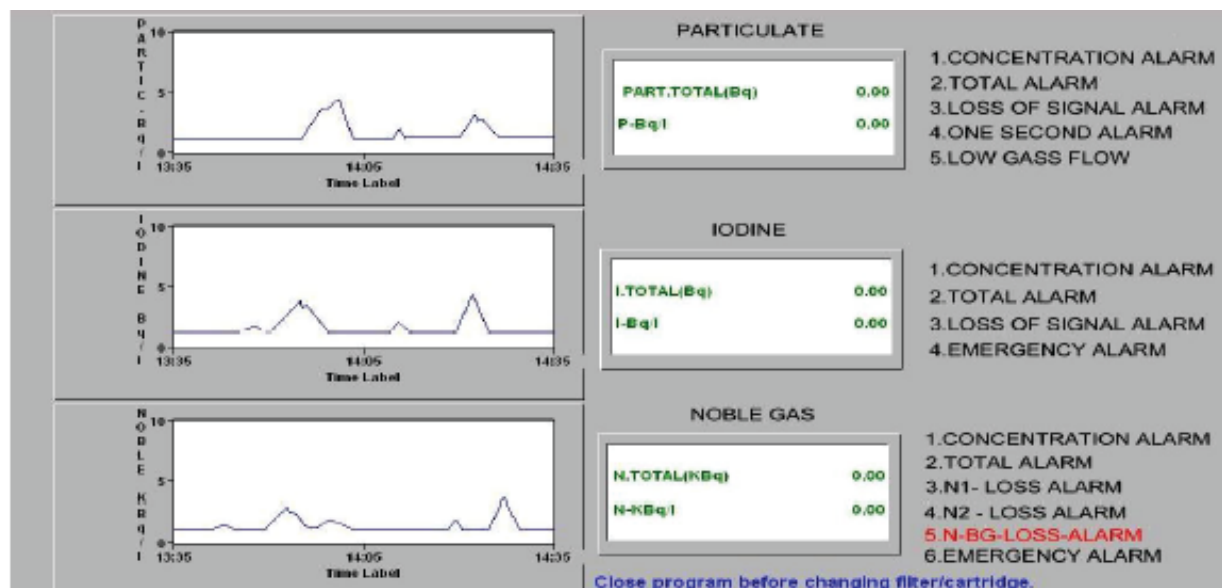 PARTIC-Bq/l
10
5
0
13:35 14:05 14:35
Time Label
PARTICULATE
PART.TOTAL(Bq) 0.00
P-Bq/l 0.00
1.CONCENTRATION ALARM
2.TOTAL ALARM
3.LOSS OF SIGNAL ALARM
4.ONE SECOND ALARM
5.LOW GASS FLOW
IODINE Bq/l
10
5
0
13:35 14:05 14:35
Time Label
IODINE
I.TOTAL(Bq) 0.00
I-Bq/l 0.00
1.CONCENTRATION ALARM
2.TOTAL ALARM
3.LOSS OF SIGNAL ALARM
4.EMERGENCY ALARM
NOBLE KBq/l
10
5
0
13:35 14:05 14:35
Time Label
NOBLE GAS
N.TOTAL(KBq) 0.00
N-KBq/l 0.00
1.CONCENTRATION ALARM
2.TOTAL ALARM
3.N1- LOSS ALARM
4.N2 - LOSS ALARM
5.N-BG-LOSS-ALARM
6.EMERGENCY ALARM
Close program before changing filter/cartridge.